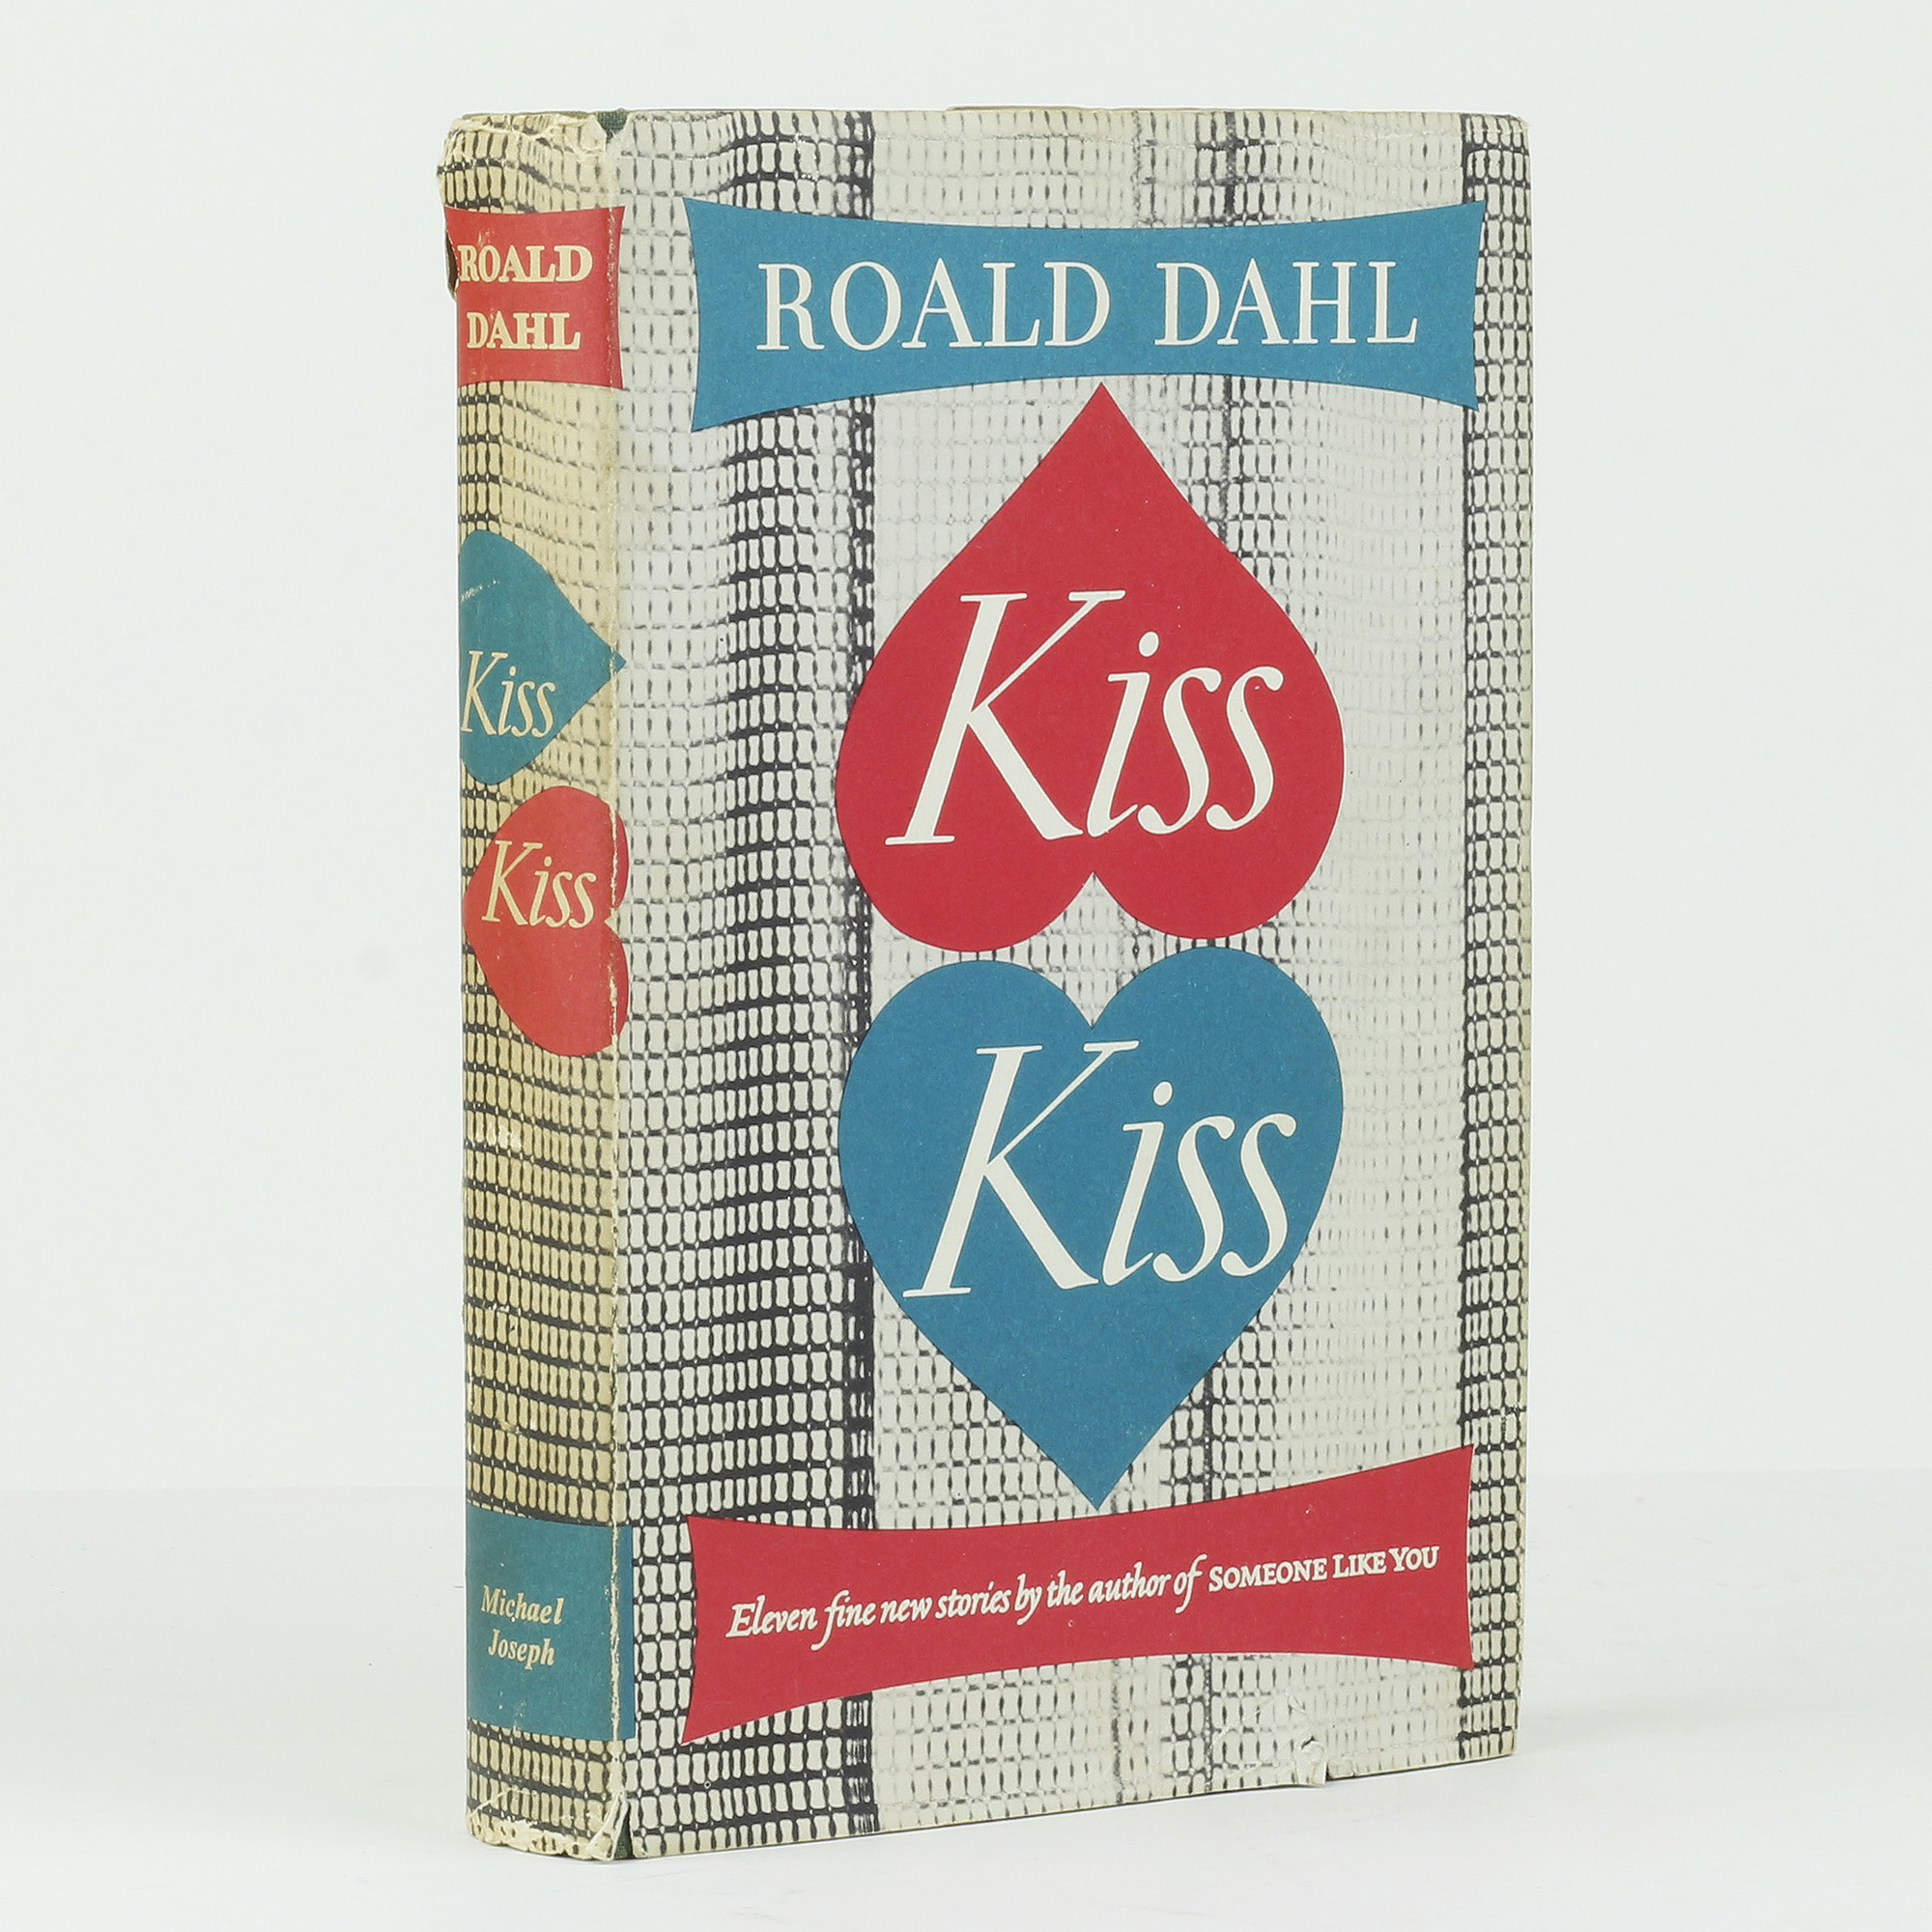 ROALD
DAHL
Kiss
Kiss
Michael
Joseph
ROALD DAHL
Kiss
Kiss
Eleven fine new stories by the author of SOMEONE LIKE YOU